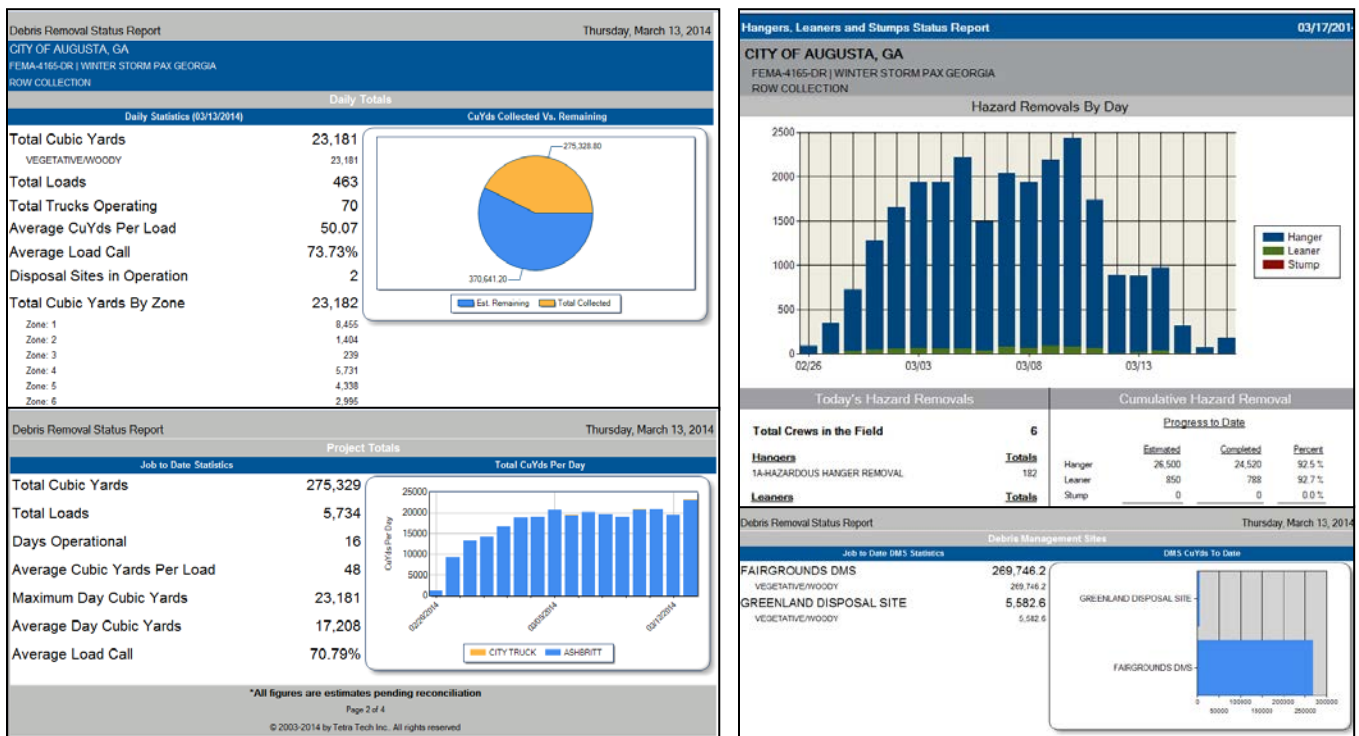 Debris Removal Status Report Thursday, March 13, 2014
CITY OF AUGUSTA, GA
FEMA-4165-DR | WINTER STORM PAX GEORGIA
ROW COLLECTION
Daily Totals
Daily Statistics (03/13/2014) CuYds Collected Vs. Remaining
Total Cubic Yards 23,181
VEGETATIVE/WOODY 23,181
Total Loads 463
Total Trucks Operating 70
Average CuYds Per Load 50.07
Average Load Call 73.73%
Disposal Sites in Operation 2
Total Cubic Yards By Zone 23,182
Zone: 1 8,455
Zone: 2 1,404
Zone: 3 239
Zone: 4 5,731
Zone: 5 4,338
Zone: 6 2,995
275,328.80
370,641.20
Est. Remaining Total Collected
Debris Removal Status Report Thursday, March 13, 2014
Project Totals
Job to Date Statistics Total CuYds Per Day
Total Cubic Yards 275,329
Total Loads 5,734
Days Operational 16
Average Cubic Yards Per Load 48
Maximum Day Cubic Yards 23,181
Average Day Cubic Yards 17,208
Average Load Call 70.79%
CuYds Per Day
25000
20000
15000
10000
5000
0
02/26/2014 03/05/2014 03/12/2014
CITY TRUCK ASHBRITT
*All figures are estimates pending reconciliation
Page 2 of 4
© 2003-2014 by Tetra Tech Inc.. All rights reserved
Hangers, Leaners and Stumps Status Report 03/17/201
CITY OF AUGUSTA, GA
FEMA-4165-DR | WINTER STORM PAX GEORGIA
ROW COLLECTION
Hazard Removals By Day
2500
2000
1500
1000
500
0
02/26 03/03 03/08 03/13
Hanger
Leaner
Stump
Today's Hazard Removals Cumulative Hazard Removal
Total Crews in the Field 6
Hangers Totals
1A-HAZARDOUS HANGER REMOVAL 182
Leaners Totals
Progress to Date
Estimated Completed Percent
Hanger 26,500 24,520 92.5 %
Leaner 850 788 92.7 %
Stump 0 0 0.0 %
Debris Removal Status Report Thursday, March 13, 2014
Debris Management Sites
Job to Date DMS Statistics DMS CuYds To Date
FAIRGROUNDS DMS 269,746.2
VEGETATIVE/WOODY 269,746.2
GREENLAND DISPOSAL SITE 5,582.6
VEGETATIVE/WOODY 5,582.6
GREENLAND DISPOSAL SITE
FAIRGROUNDS DMS
0 100000 200000 300000
50000 150000 250000